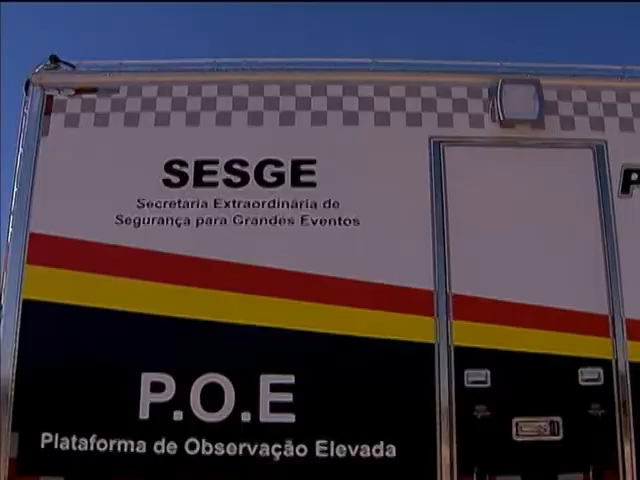 SESGE
Secretaria Extraordinária de
Segurança para Grandes Eventos
P
P.O.E
Plataforma de Observação Elevada